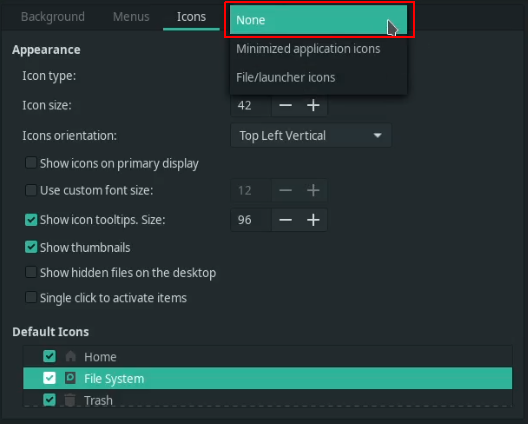 Background Menus Icons None
Minimized application icons
File/launcher icons
Appearance
Icon type:
Icon size: 42
Icons orientation: Top Left Vertical
Show icons on primary display
Use custom font size: 12
Show icon tooltips. Size: 96
Show thumbnails
Show hidden files on the desktop
Single click to activate items
Default Icons
Home
File System
Trash